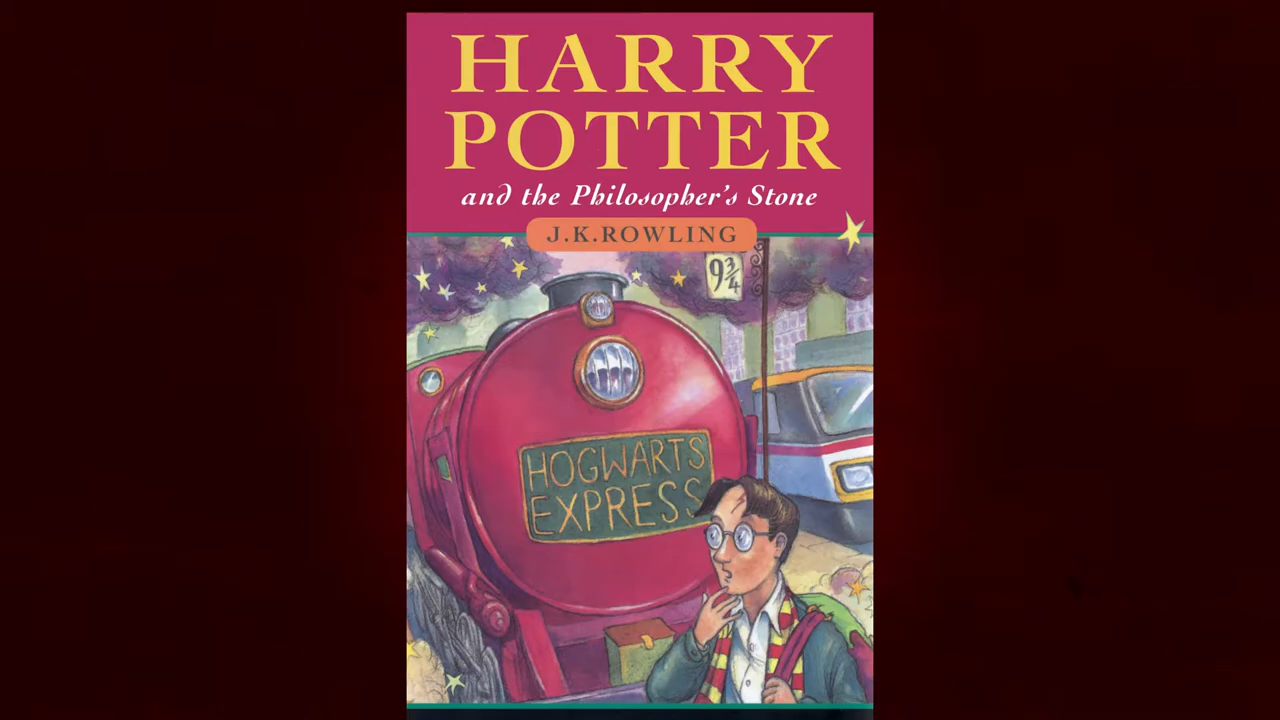 HARRY
POTTER
and the Philosopher's Stone
J.K.ROWLING
9¾
HOGWARTS
EXPRESS